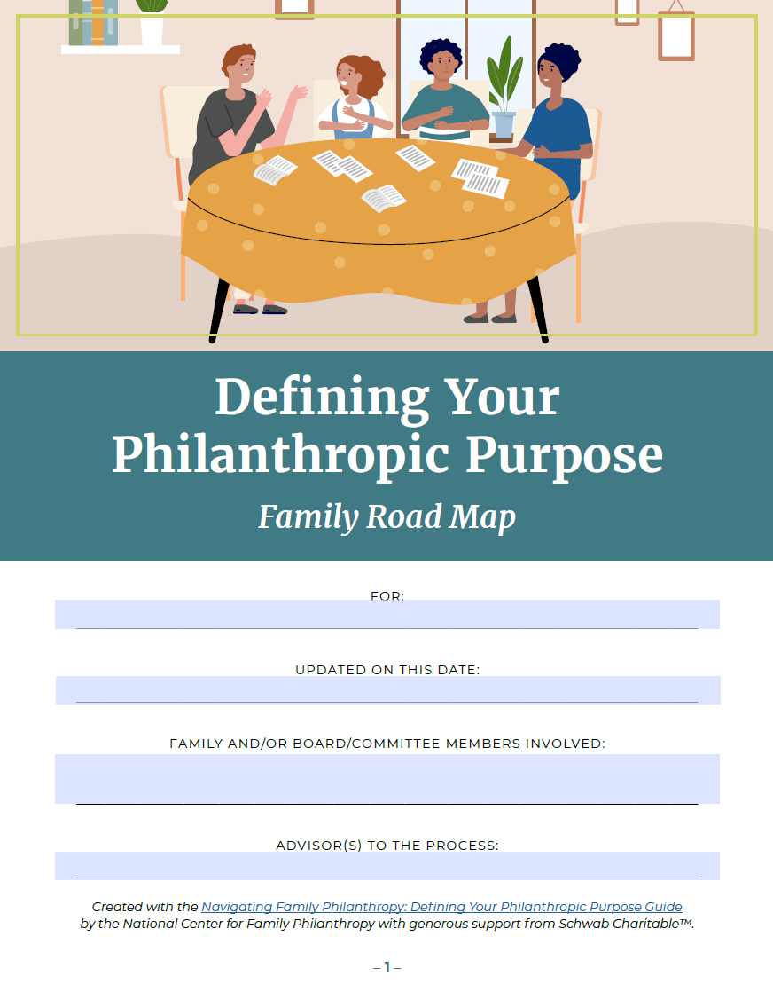 Defining Your
Philanthropic Purpose
Family Road Map
FOR:
UPDATED ON THIS DATE:
FAMILY AND/OR BOARD/COMMITTEE MEMBERS INVOLVED:
ADVISOR(S) TO THE PROCESS:
Created with the Navigating Family Philanthropy: Defining Your Philanthropic Purpose Guide
by the National Center for Family Philanthropy with generous support from Schwab Charitable™.
– 1 –